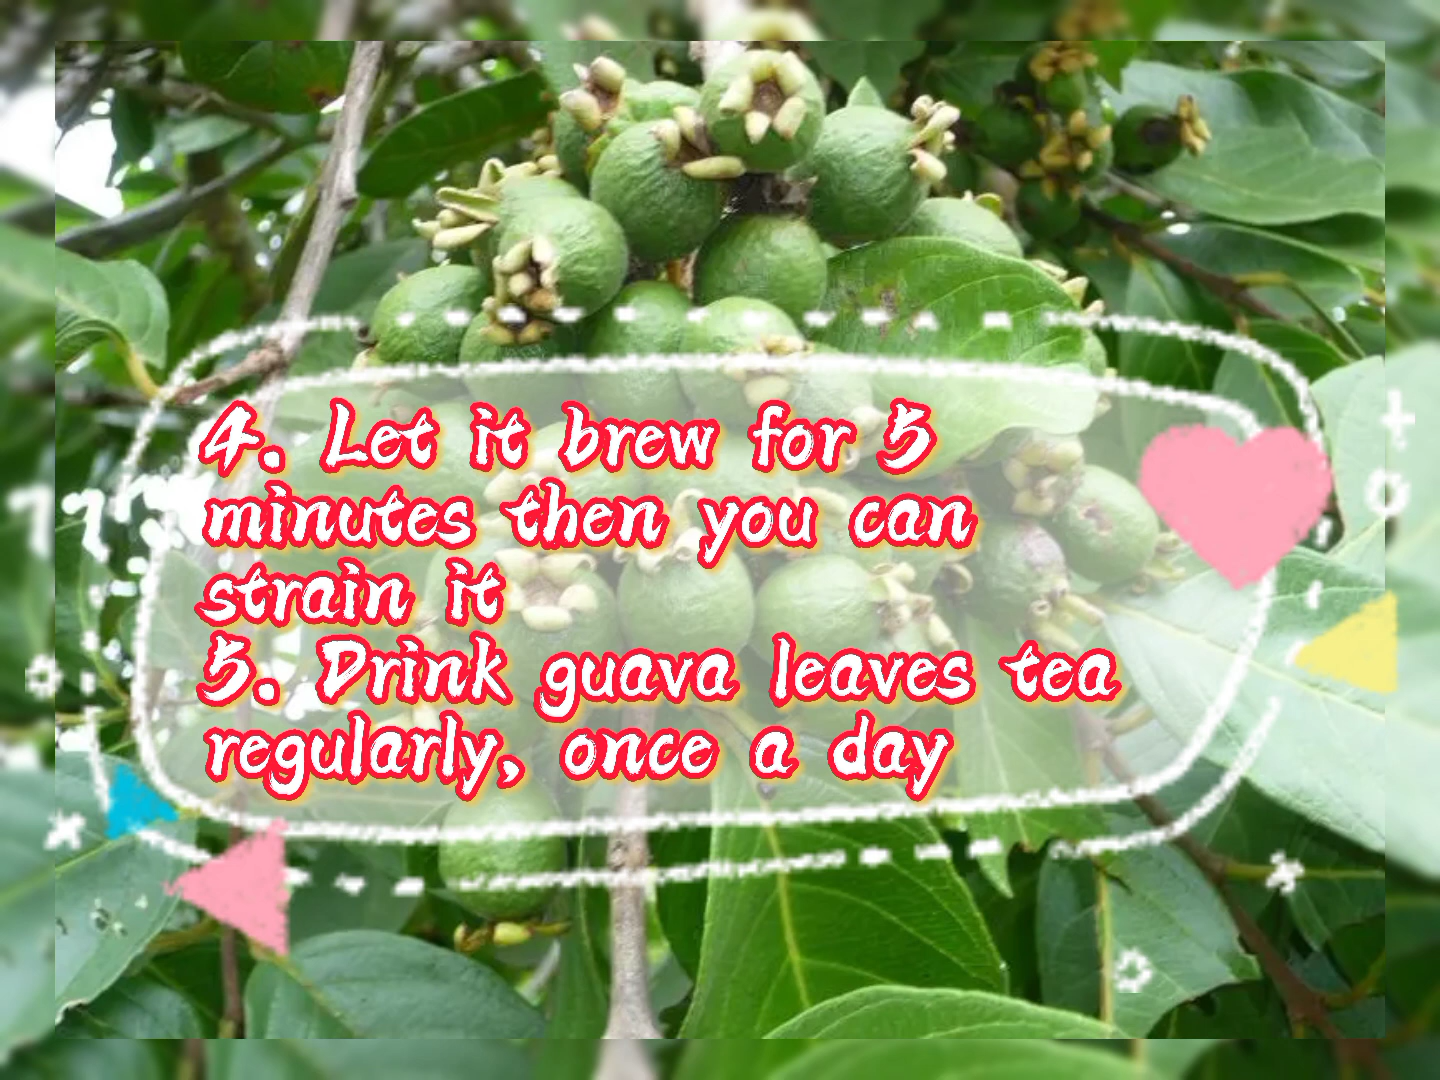 4. Let it brew for 5
minutes then you can
strain it
5. Drink guava leaves tea
regularly, once a day